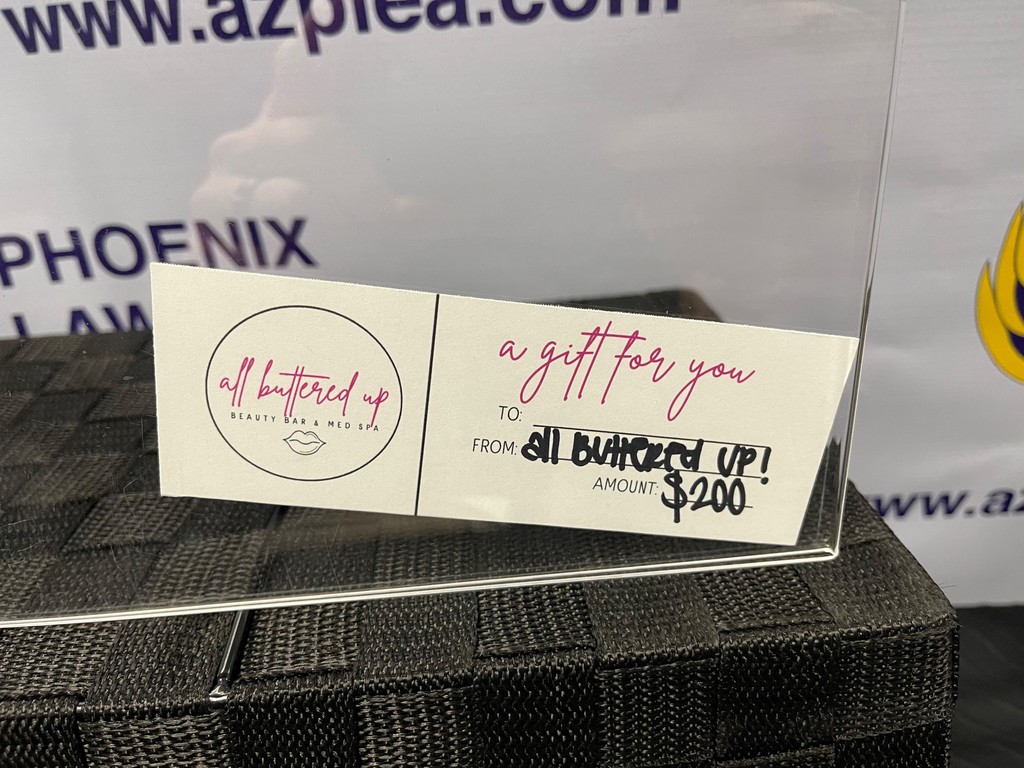 www.azplea.com
PHOENIX
LAW
all buttered up
BEAUTY BAR & MED SPA
a gift for you
TO:
FROM: all BUttERed UP!
AMOUNT: $200
www.az